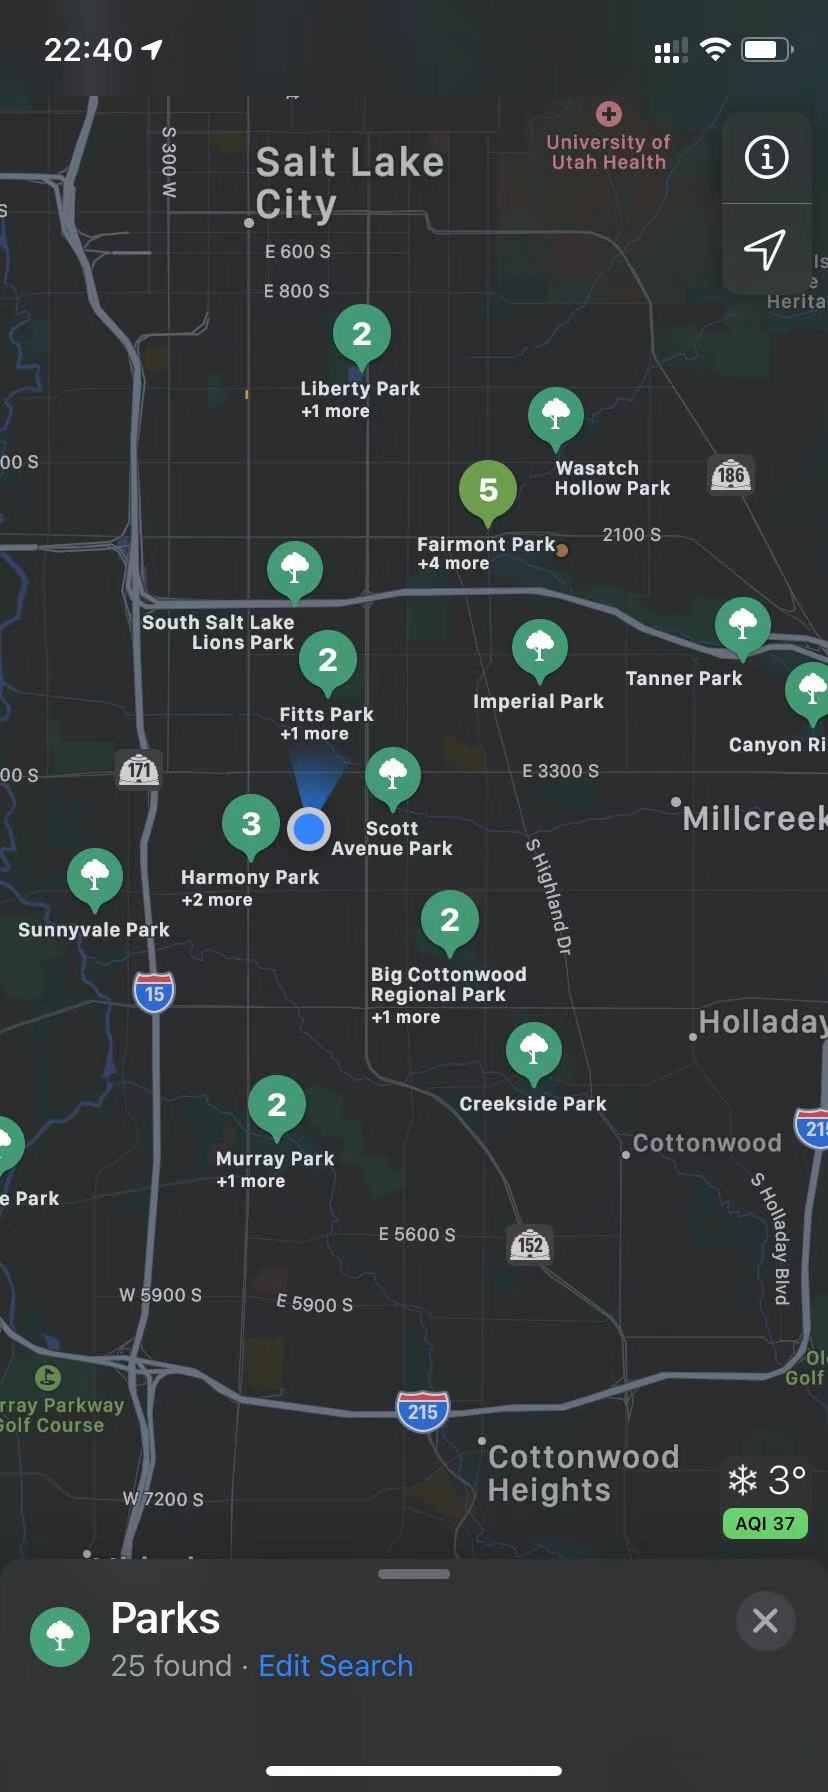 22:40
S 300 W
Salt Lake
City
University of
Utah Health
E 600 S
E 800 S
Herita
2
Liberty Park
+1 more
Wasatch
Hollow Park
186
00 S
5
Fairmont Park
+4 more
2100 S
South Salt Lake
Lions Park
2
Fitts Park
+1 more
Imperial Park
Tanner Park
Canyon Ri
171
00 S
E 3300 S
Millcreek
3
Harmony Park
+2 more
Scott
Avenue Park
S Highland Dr
Sunnyvale Park
2
Big Cottonwood
Regional Park
+1 more
15
Holladay
Creekside Park
2
Murray Park
+1 more
215
Cottonwood
e Park
S Holladay Blvd
E 5600 S
152
W 5900 S
E 5900 S
rray Parkway
Golf Course
Ol
Golf
215
Cottonwood
Heights
3°
AQI 37
W 7200 S
Parks
25 found · Edit Search